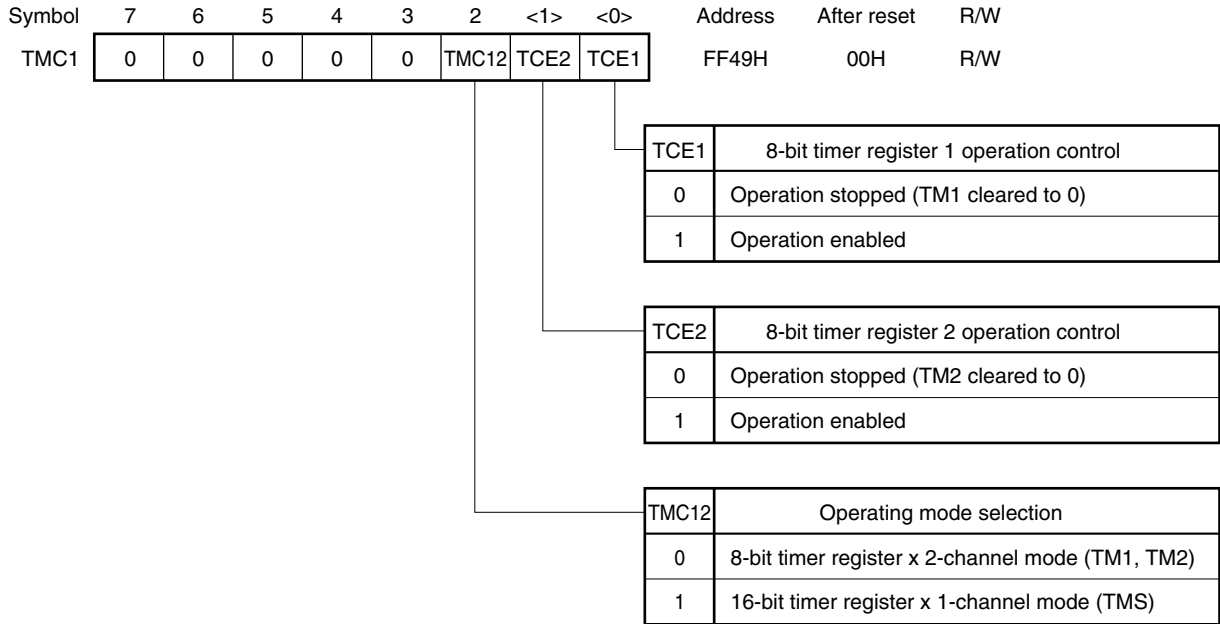 Symbol 7 6 5 4 3 2 <1> <0> Address After reset R/W
TMC1 0 0 0 0 0 TMC12 TCE2 TCE1 FF49H 00H R/W
TCE1 8-bit timer register 1 operation control
0 Operation stopped (TM1 cleared to 0)
1 Operation enabled
TCE2 8-bit timer register 2 operation control
0 Operation stopped (TM2 cleared to 0)
1 Operation enabled
TMC12 Operating mode selection
0 8-bit timer register x 2-channel mode (TM1, TM2)
1 16-bit timer register x 1-channel mode (TMS)